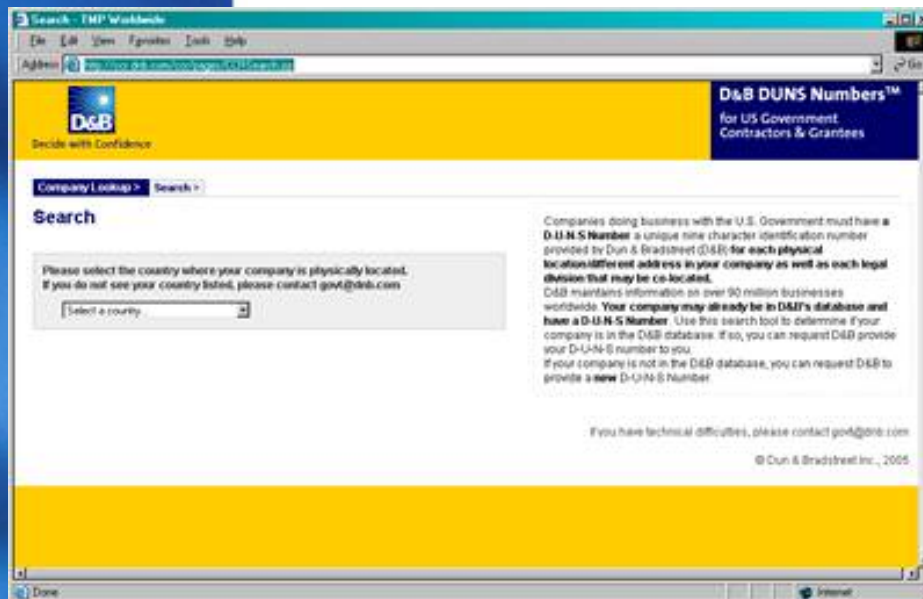 Search - TMP Worldwide
File Edit View Favorites Tools Help
Address
Go
D&B
Decide with Confidence
D&B DUNS Numbers™
for US Government
Contractors & Grantees
Company Lookup > Search >
Search
Please select the country where your company is physically located.
If you do not see your country listed, please contact govt@dnb.com
Select a country
Companies doing business with the U.S. Government must have a
D-U-N-S Number a unique nine character identification number
provided by Dun & Bradstreet (D&B) for each physical
location/different address in your company as well as each legal
division that may be co-located.
D&B maintains information on over 90 million businesses
worldwide. Your company may already be in D&B's database and
have a D-U-N-S Number. Use this search tool to determine if your
company is in the D&B database. If so, you can request D&B provide
your D-U-N-S number to you.
If your company is not in the D&B database, you can request D&B to
provide a new D-U-N-S Number
If you have technical difficulties, please contact govt@dnb.com
© Dun & Bradstreet Inc., 2005
Done
Internet